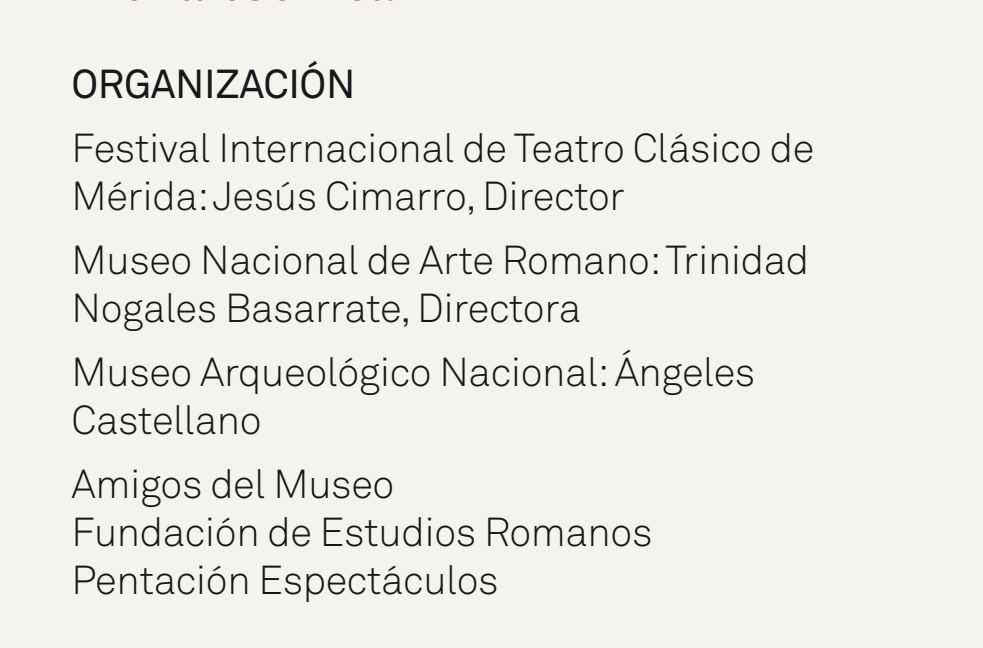 ORGANIZACIÓN
Festival Internacional de Teatro Clásico de
Mérida: Jesús Cimarro, Director
Museo Nacional de Arte Romano: Trinidad
Nogales Basarrate, Directora
Museo Arqueológico Nacional: Ángeles
Castellano
Amigos del Museo
Fundación de Estudios Romanos
Pentación Espectáculos